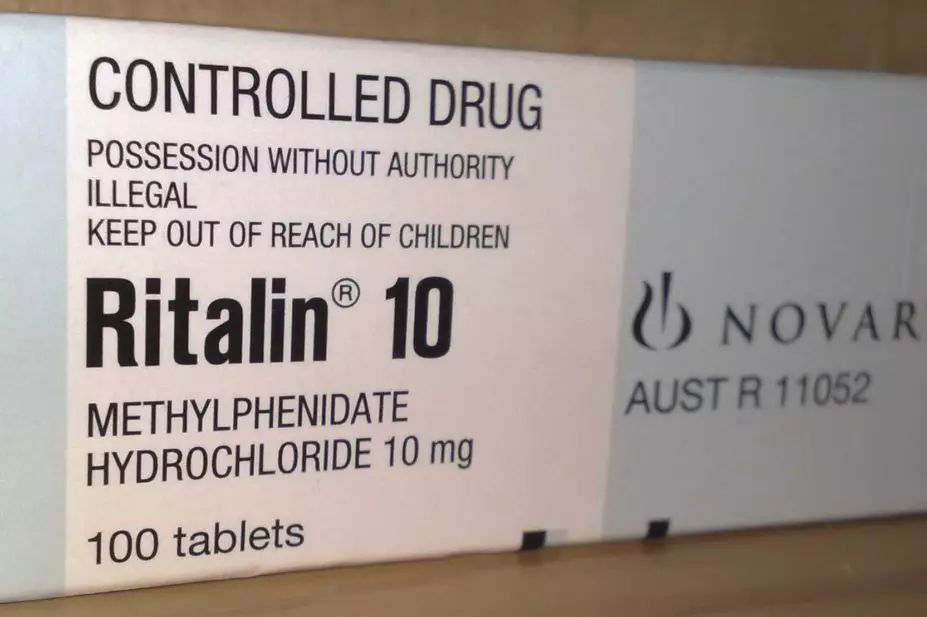 CONTROLLED DRUG
POSSESSION WITHOUT AUTHORITY
ILLEGAL
KEEP OUT OF REACH OF CHILDREN
Ritalin® 10
METHYLPHENIDATE
HYDROCHLORIDE 10 mg
100 tablets
NOVAR
AUST R 11052